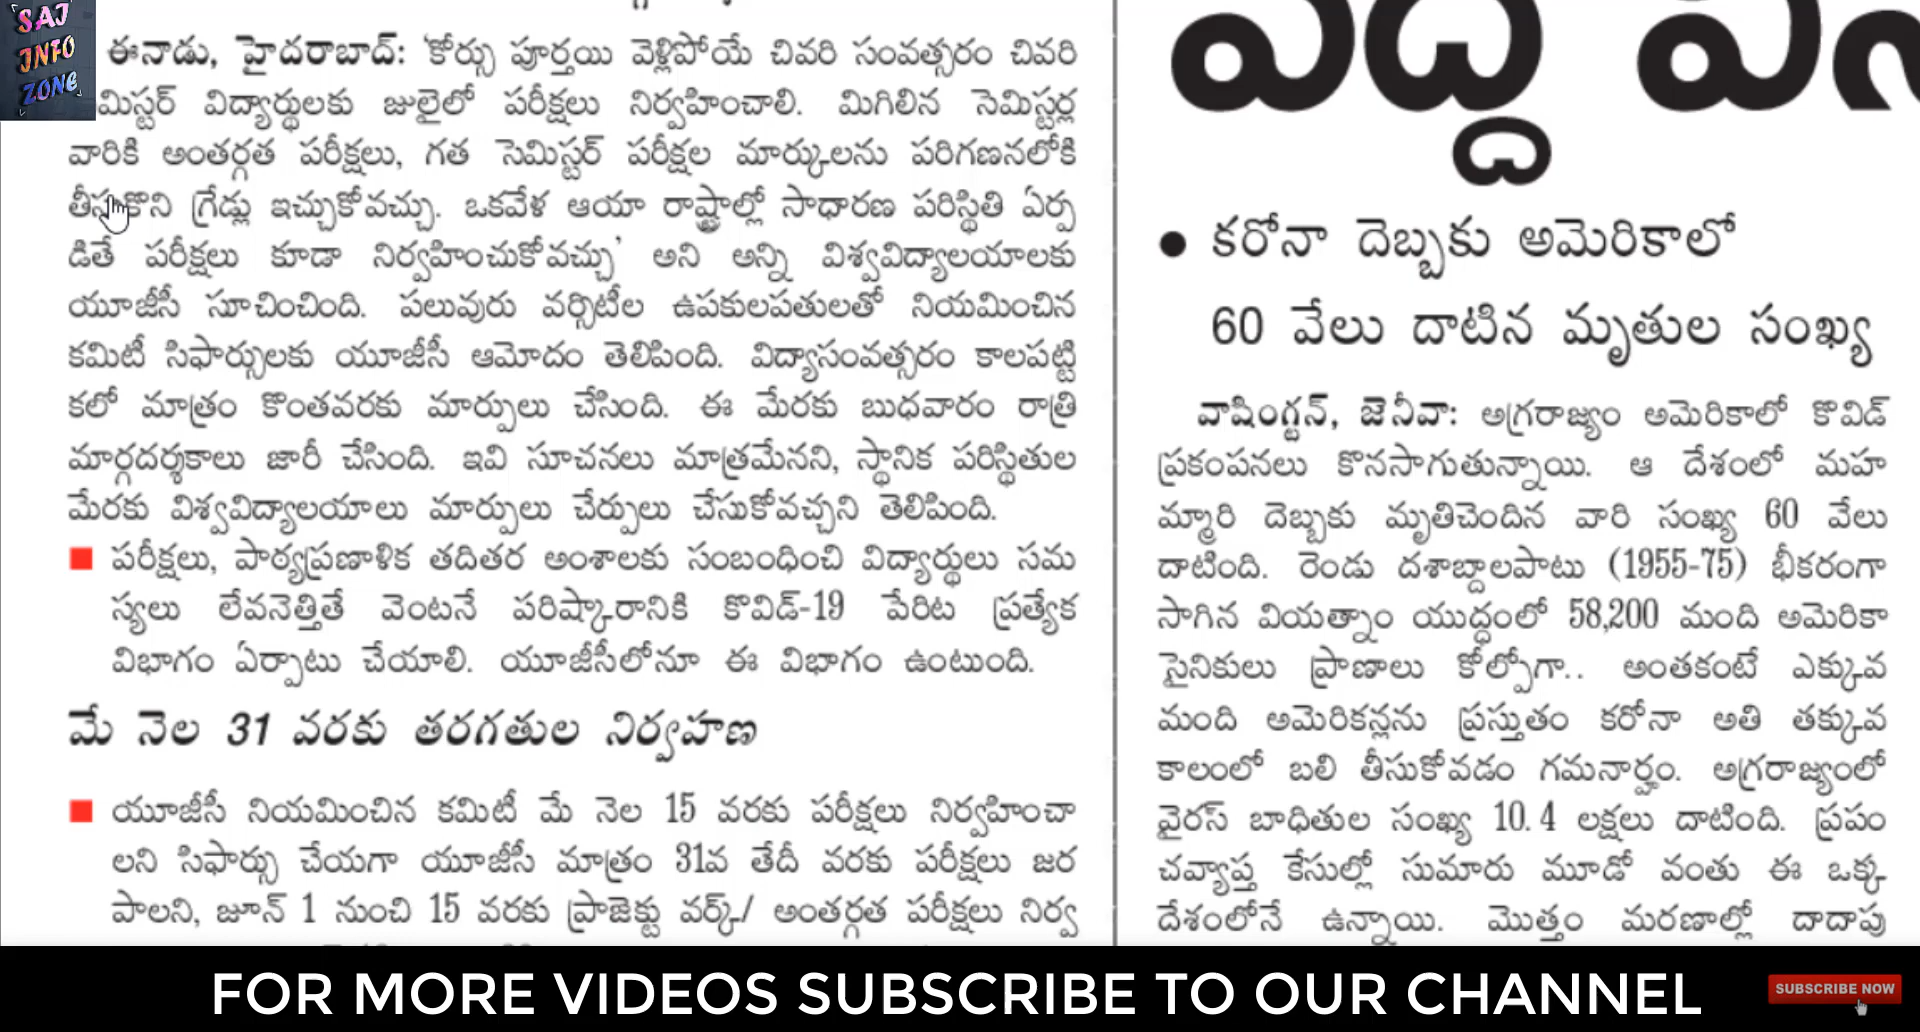 SAJ
INFO
ZONE
ఈనాడు, హైదరాబాద్: ‘కోర్సు పూర్తయి వెళ్లిపోయే చివరి సంవత్సరం చివరి
మిస్టర్ విద్యార్థులకు జులైలో పరీక్షలు నిర్వహించాలి. మిగిలిన సెమిస్టర్ల
వారికి అంతర్గత పరీక్షలు, గత సెమిస్టర్ పరీక్షల మార్కులను పరిగణనలోకి
తీసుకొని గ్రేడ్లు ఇచ్చుకోవచ్చు. ఒకవేళ ఆయా రాష్ట్రాల్లో సాధారణ పరిస్థితి ఏర్ప
డితే పరీక్షలు కూడా నిర్వహించుకోవచ్చు’ అని అన్ని విశ్వవిద్యాలయాలకు
యూజీసీ సూచించింది. పలువురు వర్సిటీల ఉపకులపతులతో నియమించిన
కమిటీ సిఫార్సులకు యూజీసీ ఆమోదం తెలిపింది. విద్యాసంవత్సరం కాలపట్టి
కలో మాత్రం కొంతవరకు మార్పులు చేసింది. ఈ మేరకు బుధవారం రాత్రి
మార్గదర్శకాలు జారీ చేసింది. ఇవి సూచనలు మాత్రమేనని, స్థానిక పరిస్థితుల
మేరకు విశ్వవిద్యాలయాలు మార్పులు చేర్పులు చేసుకోవచ్చని తెలిపింది.
పరీక్షలు, పాఠ్యప్రణాళిక తదితర అంశాలకు సంబంధించి విద్యార్థులు సమ
స్యలు లేవనెత్తితే వెంటనే పరిష్కారానికి కొవిడ్-19 పేరిట ప్రత్యేక
విభాగం ఏర్పాటు చేయాలి. యూజీసీలోనూ ఈ విభాగం ఉంటుంది.
మే నెల 31 వరకు తరగతుల నిర్వహణ
యూజీసీ నియమించిన కమిటీ మే నెల 15 వరకు పరీక్షలు నిర్వహించా
లని సిఫార్సు చేయగా యూజీసీ మాత్రం 31వ తేదీ వరకు పరీక్షలు జర
పాలని, జూన్ 1 నుంచి 15 వరకు ప్రాజెక్టు వర్క్/ అంతర్గత పరీక్షలు నిర్వ
● కరోనా దెబ్బకు అమెరికాలో
60 వేలు దాటిన మృతుల సంఖ్య
వాషింగ్టన్, జెనీవా: అగ్రరాజ్యం అమెరికాలో కొవిడ్
ప్రకంపనలు కొనసాగుతున్నాయి. ఆ దేశంలో మహ
మ్మారి దెబ్బకు మృతిచెందిన వారి సంఖ్య 60 వేలు
దాటింది. రెండు దశాబ్దాలపాటు (1955-75) భీకరంగా
సాగిన వియత్నాం యుద్ధంలో 58,200 మంది అమెరికా
సైనికులు ప్రాణాలు కోల్పోగా.. అంతకంటే ఎక్కువ
మంది అమెరికన్లను ప్రస్తుతం కరోనా అతి తక్కువ
కాలంలో బలి తీసుకోవడం గమనార్హం. అగ్రరాజ్యంలో
వైరస్ బాధితుల సంఖ్య 10.4 లక్షలు దాటింది. ప్రపం
చవ్యాప్త కేసుల్లో సుమారు మూడో వంతు ఈ ఒక్క
దేశంలోనే ఉన్నాయి. మొత్తం మరణాల్లో దాదాపు
FOR MORE VIDEOS SUBSCRIBE TO OUR CHANNEL
SUBSCRIBE NOW